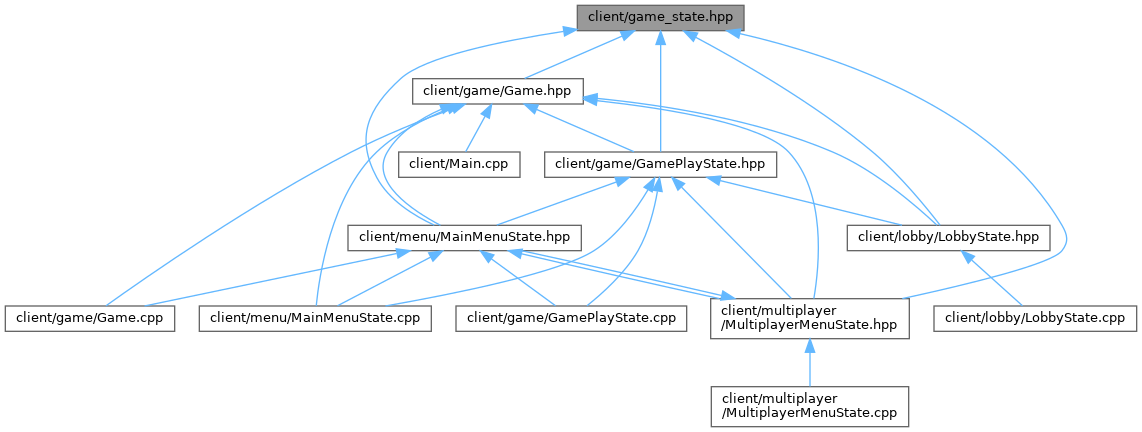 client/game_state.hpp
client/game/Game.hpp
client/Main.cpp
client/game/GamePlayState.hpp
client/menu/MainMenuState.hpp
client/lobby/LobbyState.hpp
client/game/Game.cpp
client/menu/MainMenuState.cpp
client/game/GamePlayState.cpp
client/multiplayer
/MultiplayerMenuState.hpp
client/lobby/LobbyState.cpp
client/multiplayer
/MultiplayerMenuState.cpp